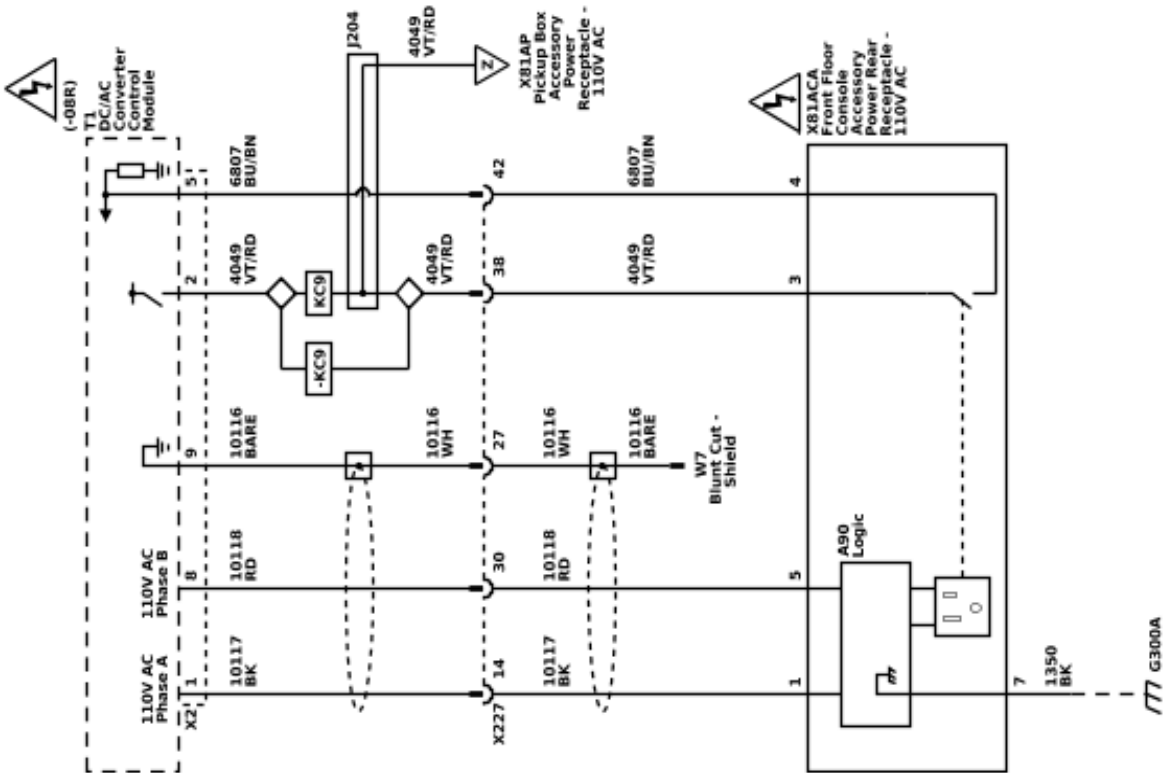 (-08R)
T1
DC/AC
Converter
Control
Module
J204
4049
VT/RD
Z
X81AP
Pickup Box
Accessory
Power
Receptacle -
110V AC
X81ACA
Front Floor
Console
Accessory
Power Rear
Receptacle -
110V AC
5
6807
BU/BN
42
6807
BU/BN
4
2
4049
VT/RD
KC9
-KC9
4049
VT/RD
38
4049
VT/RD
3
9
10116
BARE
10116
WH
27
10116
WH
10116
BARE
W7
Blunt Cut -
Shield
110V AC
Phase B
8
10118
RD
30
10118
RD
5
A90
Logic
110V AC
Phase A
1
X2
10117
BK
14
X227
10117
BK
1
7
1350
BK
G300A